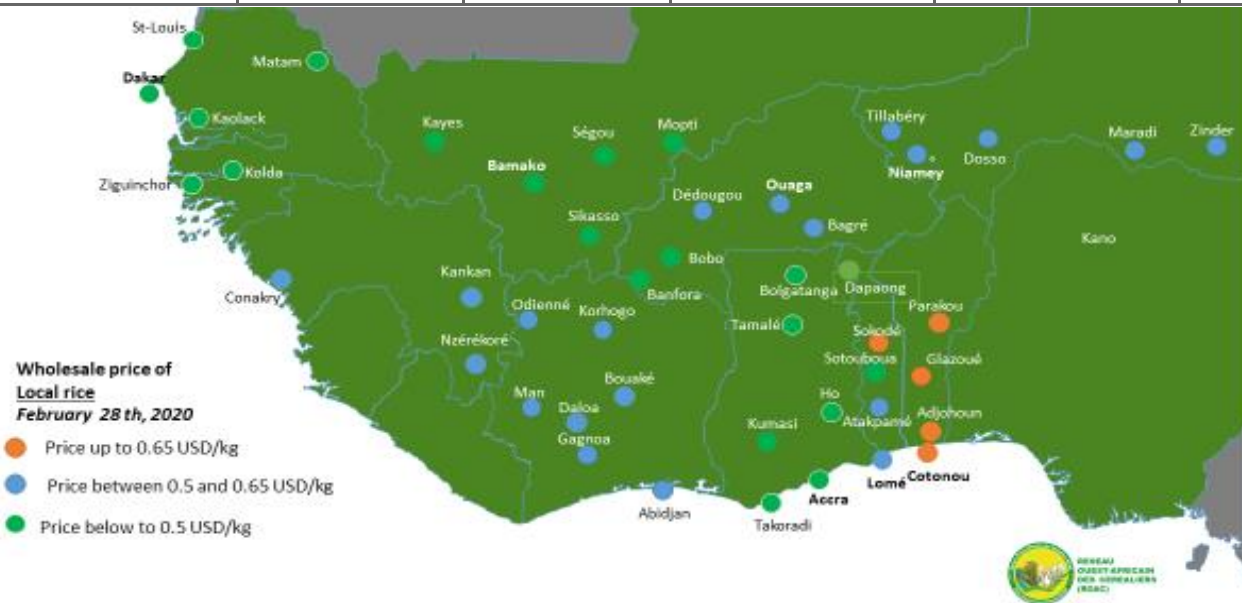 St-Louis
Matam
Dakar
Kaolack
Kolda
Ziguinchor
Kayes
Bamako
Ségou
Mopti
Sikasso
Tillabéry
Niamey
Dosso
Maradi
Zinder
Dédougou
Ouaga
Bagré
Bobo
Banfora
Kano
Conakry
Kankan
Nzérékoré
Odienné
Korhogo
Bolgatanga
Dapaong
Tamalé
Parakou
Sokodé
Sotouboua
Glazoué
Man
Bouaké
Daloa
Gagnoa
Ho
Kumasi
Atakpamé
Adjohoun
Abidjan
Takoradi
Accra
Lomé
Cotonou
Wholesale price of
Local rice
February 28 th, 2020
Price up to 0.65 USD/kg
Price between 0.5 and 0.65 USD/kg
Price below to 0.5 USD/kg
RESEAU
OUEST-AFRICAIN
DES CEREALIERS
(ROAC)